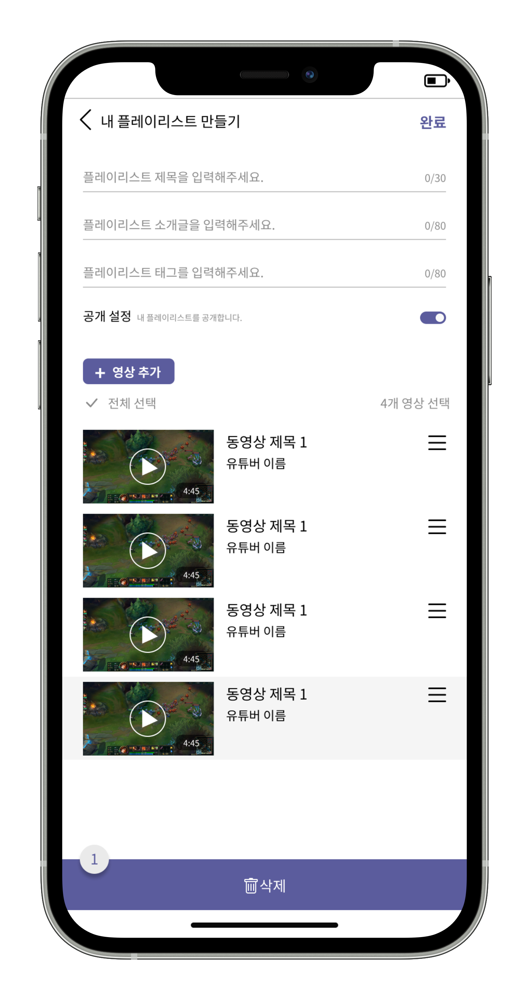 내 플레이리스트 만들기 완료
플레이리스트 제목을 입력해주세요. 0/30
플레이리스트 소개글을 입력해주세요. 0/80
플레이리스트 태그를 입력해주세요. 0/80
공개 설정 내 플레이리스트를 공개합니다.
+ 영상 추가
전체 선택 4개 영상 선택
동영상 제목 1
유튜버 이름
4:45
동영상 제목 1
유튜버 이름
4:45
동영상 제목 1
유튜버 이름
4:45
동영상 제목 1
유튜버 이름
4:45
1
삭제